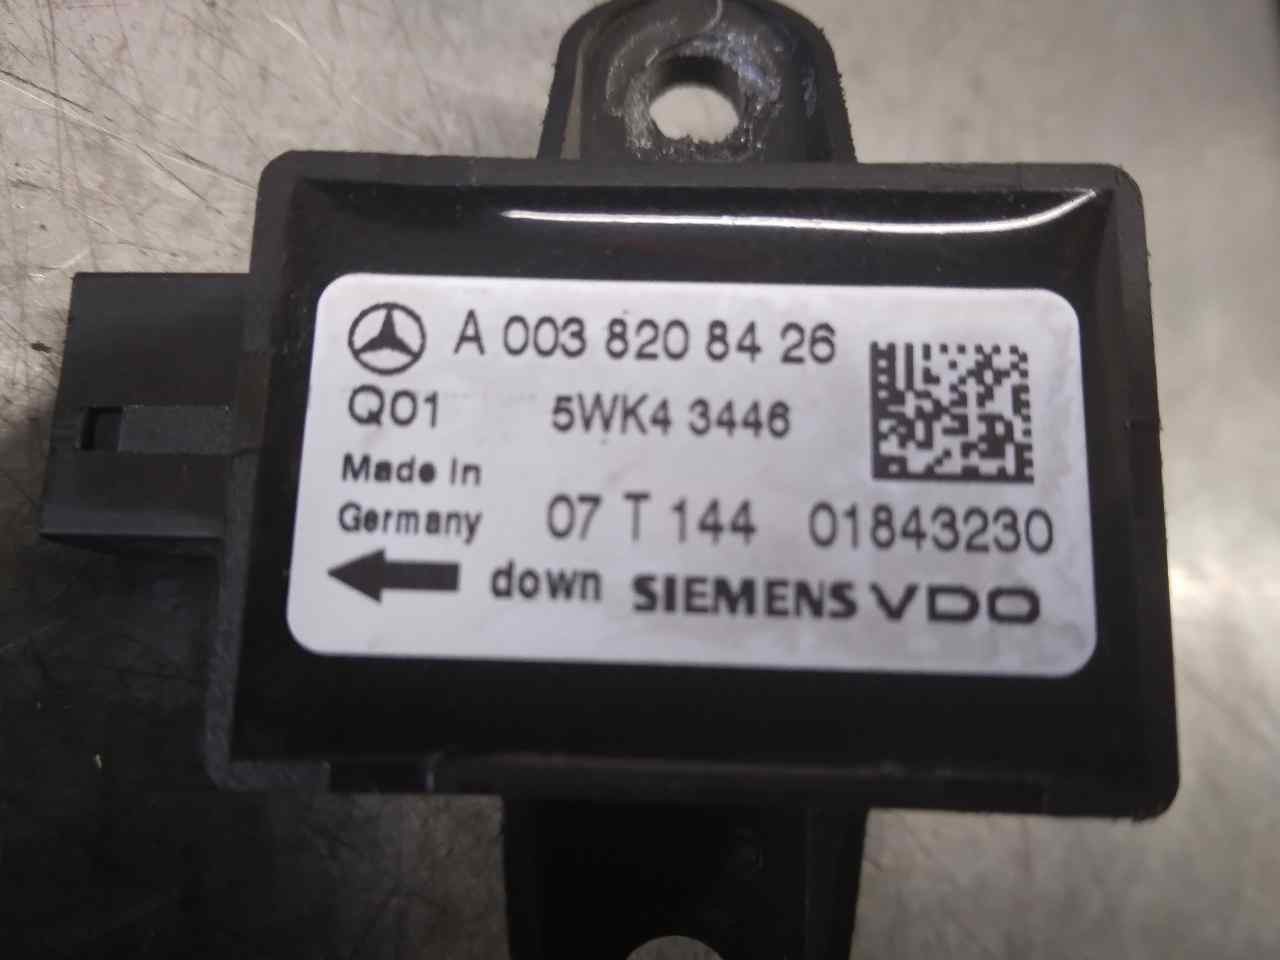 A 003 820 84 26
Q01 5WK4 3446
Made in
Germany 07 T 144 01843230
down SIEMENS VDO